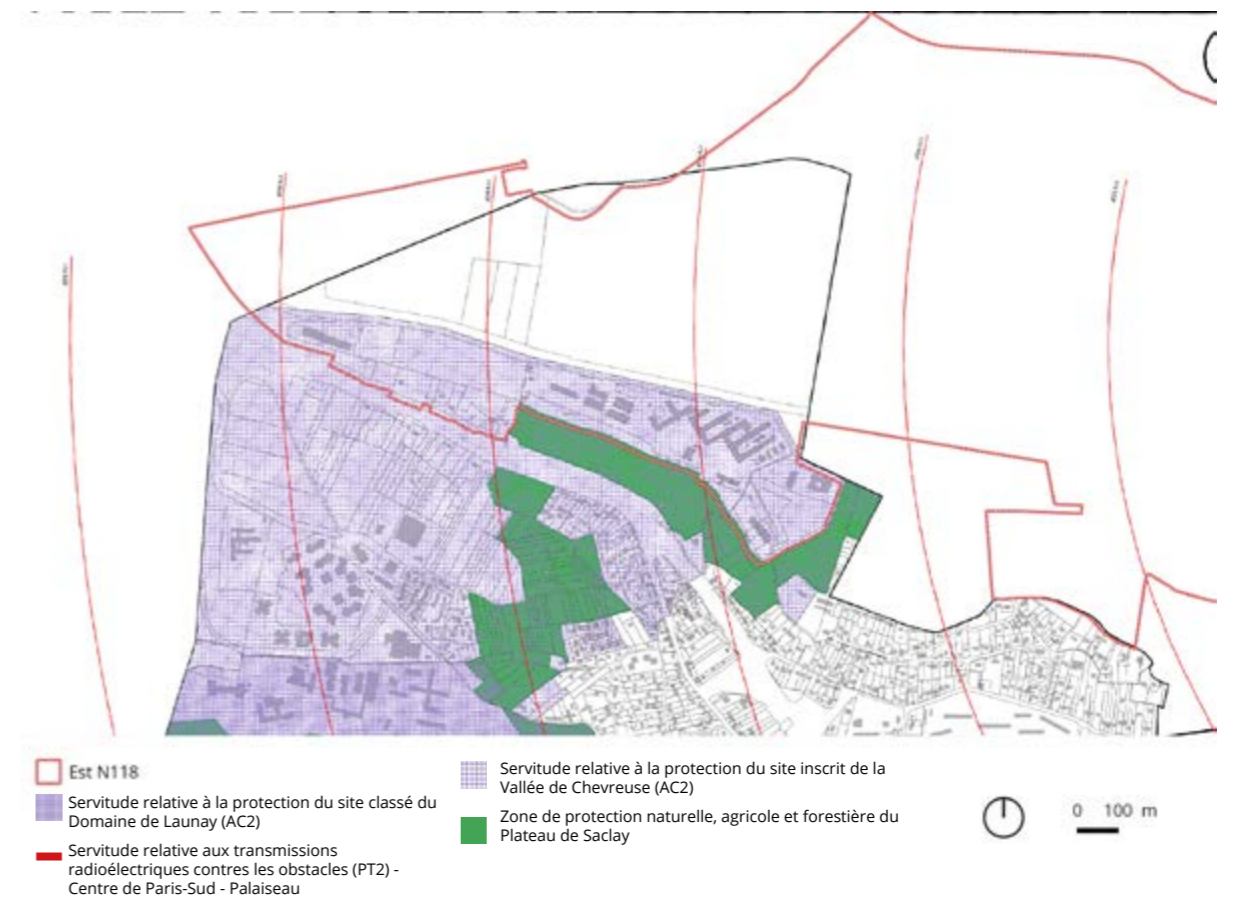 Est N118
Servitude relative à la protection du site classé du
Domaine de Launay (AC2)
Servitude relative aux transmissions
radioélectriques contres les obstacles (PT2) -
Centre de Paris-Sud - Palaiseau
Servitude relative à la protection du site inscrit de la
Vallée de Chevreuse (AC2)
Zone de protection naturelle, agricole et forestière du
Plateau de Saclay
0 100 m